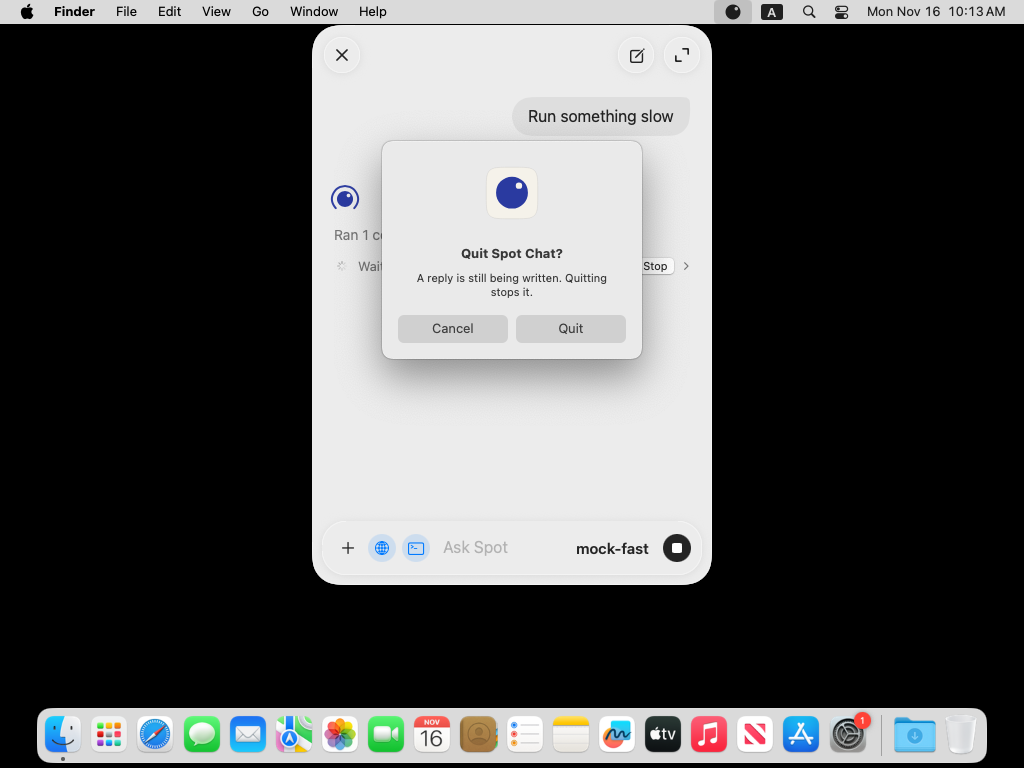 Finder File Edit View Go Window Help A Mon Nov 16 10:13 AM
Run something slow
Ran 1
Stop
Quit Spot Chat?
A reply is still being written. Quitting
stops it.
Cancel Quit
Ask Spot mock-fast
NOV
16
tv
1